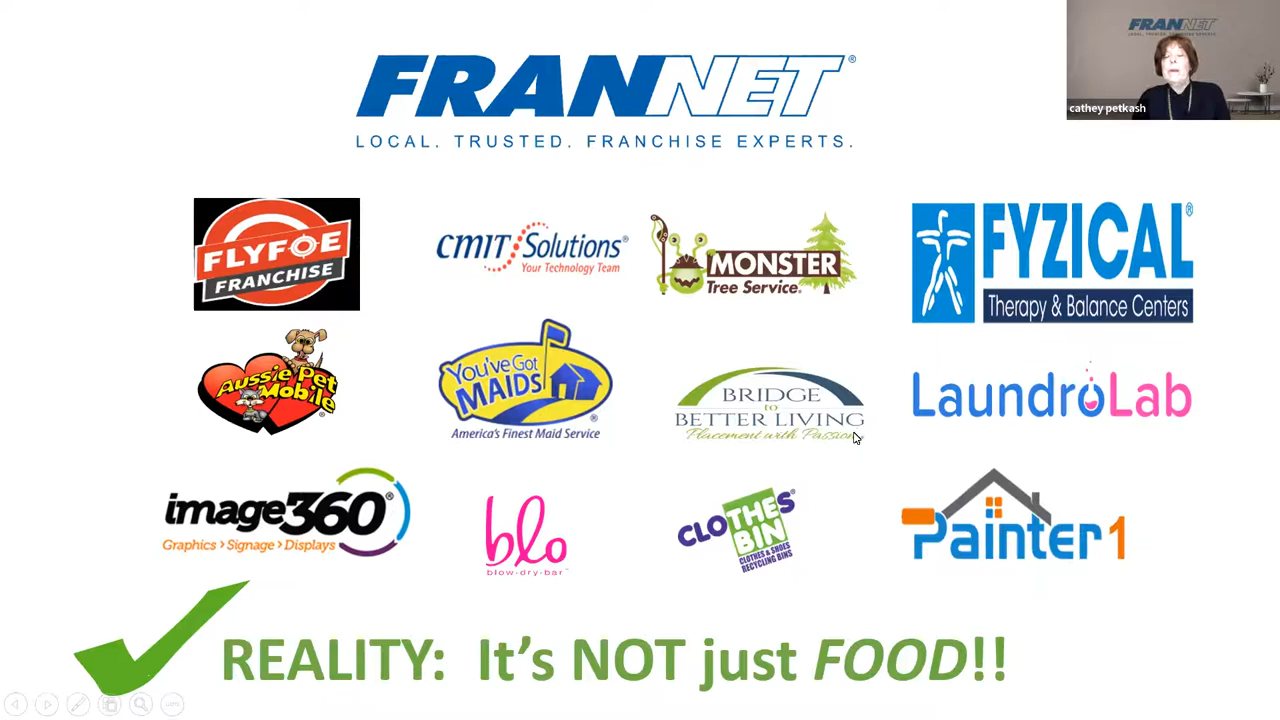 FRANNET®
LOCAL. TRUSTED. FRANCHISE EXPERTS.
FRANNET
cathey petkash
FLYFOE
FRANCHISE
CMIT Solutions®
Your Technology Team
MONSTER
Tree Service®
FYZICAL®
Therapy & Balance Centers
Aussie Pet
Mobile®
You've Got
MAIDS®
America's Finest Maid Service
BRIDGE
to
BETTER LIVING
Placement with Passion
LaundroLab
image360®
Graphics > Signage > Displays
blo
blow-dry-bar™
CLOTHES®
BIN
CLOTHES & SHOES
RECYCLING BINS
Painter1
REALITY: It's NOT just FOOD!!